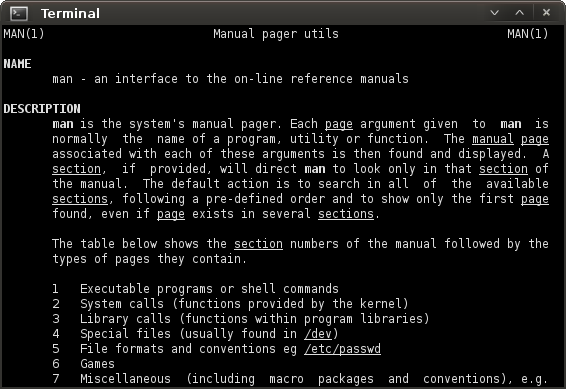 Terminal
MAN(1) Manual pager utils MAN(1)
NAME
man - an interface to the on-line reference manuals
DESCRIPTION
man is the system's manual pager. Each page argument given to man is
normally the name of a program, utility or function. The manual page
associated with each of these arguments is then found and displayed. A
section, if provided, will direct man to look only in that section of
the manual. The default action is to search in all of the available
sections, following a pre-defined order and to show only the first page
found, even if page exists in several sections.
The table below shows the section numbers of the manual followed by the
types of pages they contain.
1 Executable programs or shell commands
2 System calls (functions provided by the kernel)
3 Library calls (functions within program libraries)
4 Special files (usually found in /dev)
5 File formats and conventions eg /etc/passwd
6 Games
7 Miscellaneous (including macro packages and conventions), e.g.